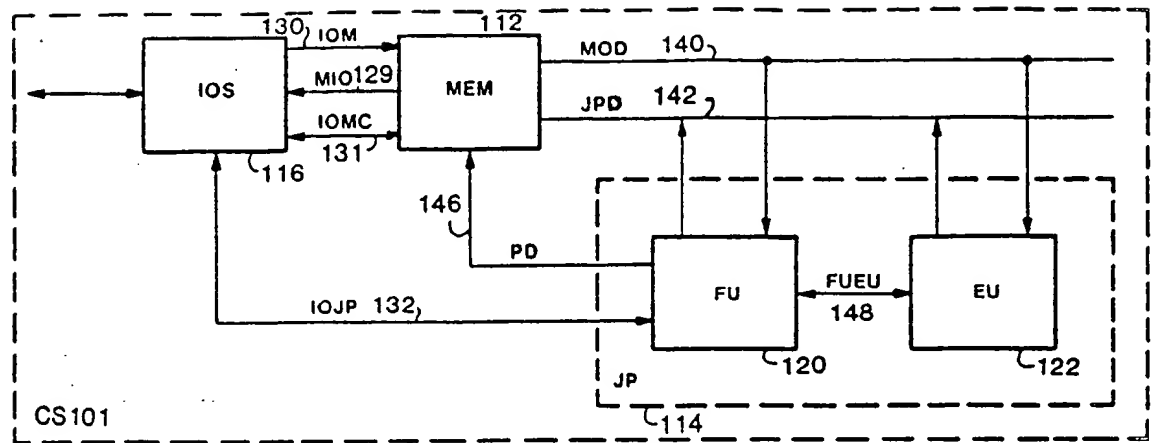 130 IOM
112
MOD 140
IOS
MIO 129
MEM
JPD 142
IOMC
131
116
146
PD
FU
FUEU
148
EU
IOJP 132
120
122
JP
CS101
114